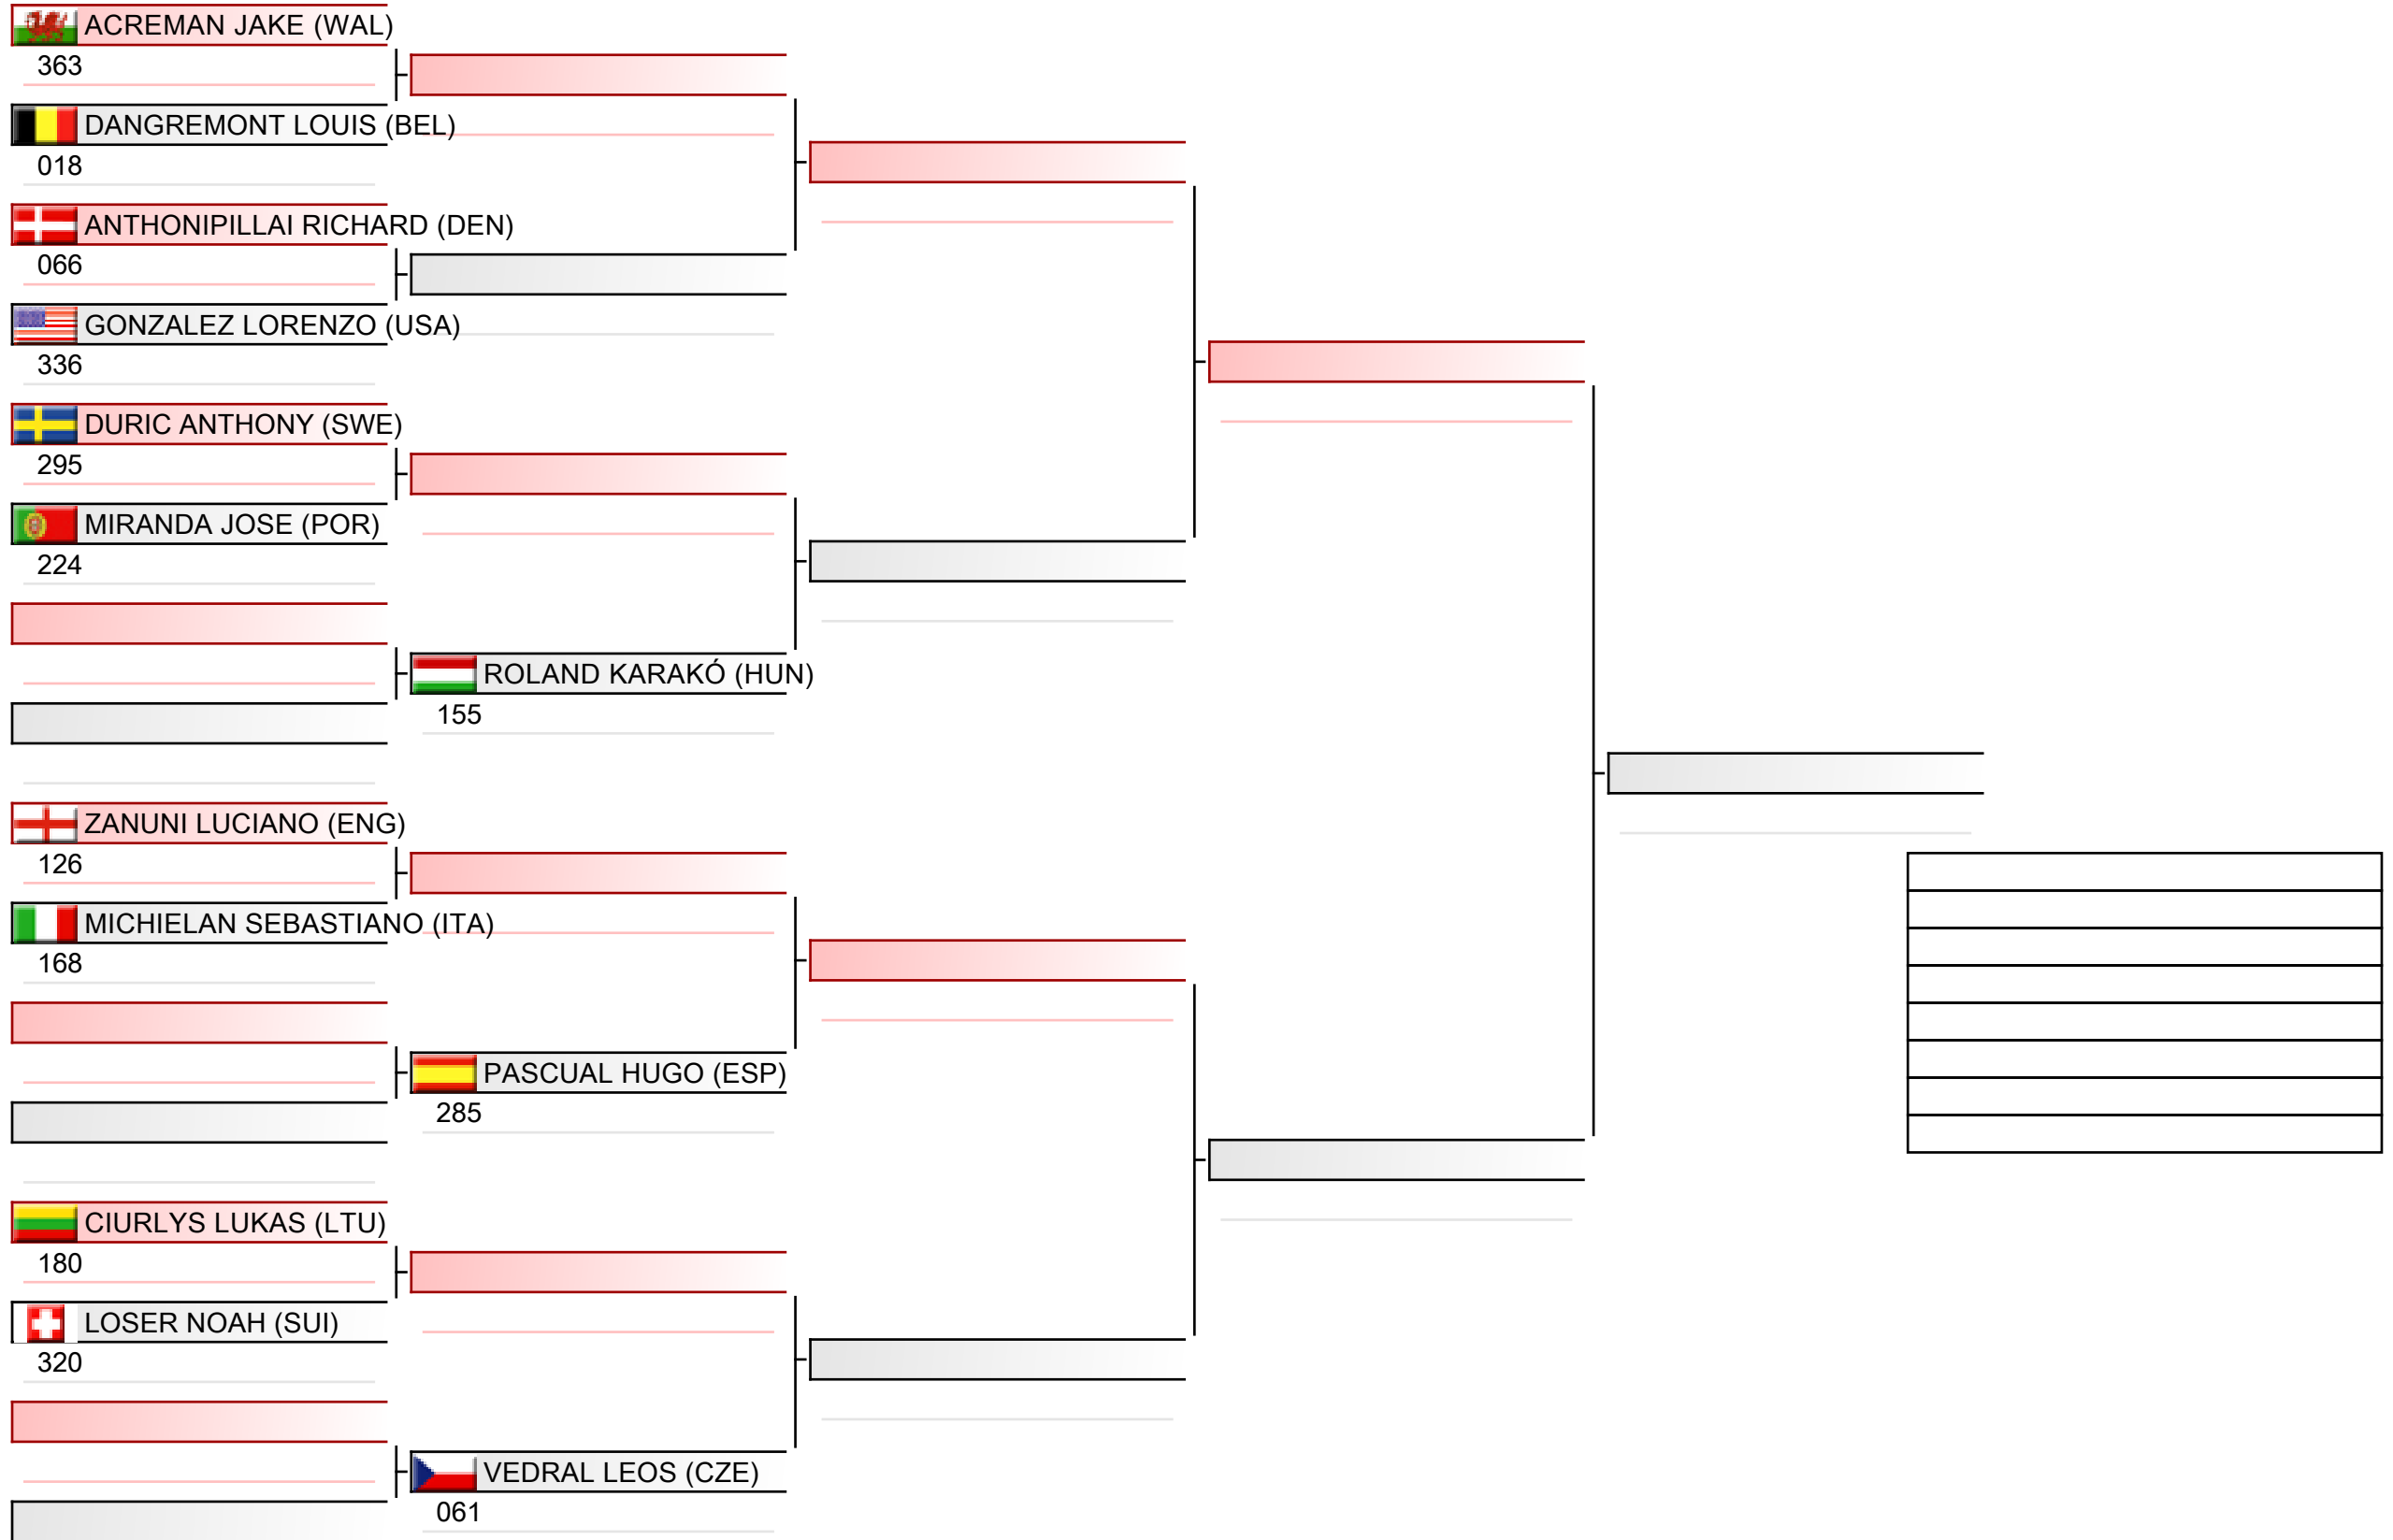 ACREMAN JAKE (WAL)
363
DANGREMONT LOUIS (BEL)
018
ANTHONIPILLAI RICHARD (DEN)
066
GONZALEZ LORENZO (USA)
336
DURIC ANTHONY (SWE)
295
MIRANDA JOSE (POR)
224
ROLAND KARAKÓ (HUN)
155
ZANUNI LUCIANO (ENG)
126
MICHIELAN SEBASTIANO (ITA)
168
PASCUAL HUGO (ESP)
285
CIURLYS LUKAS (LTU)
180
LOSER NOAH (SUI)
320
VEDRAL LEOS (CZE)
061